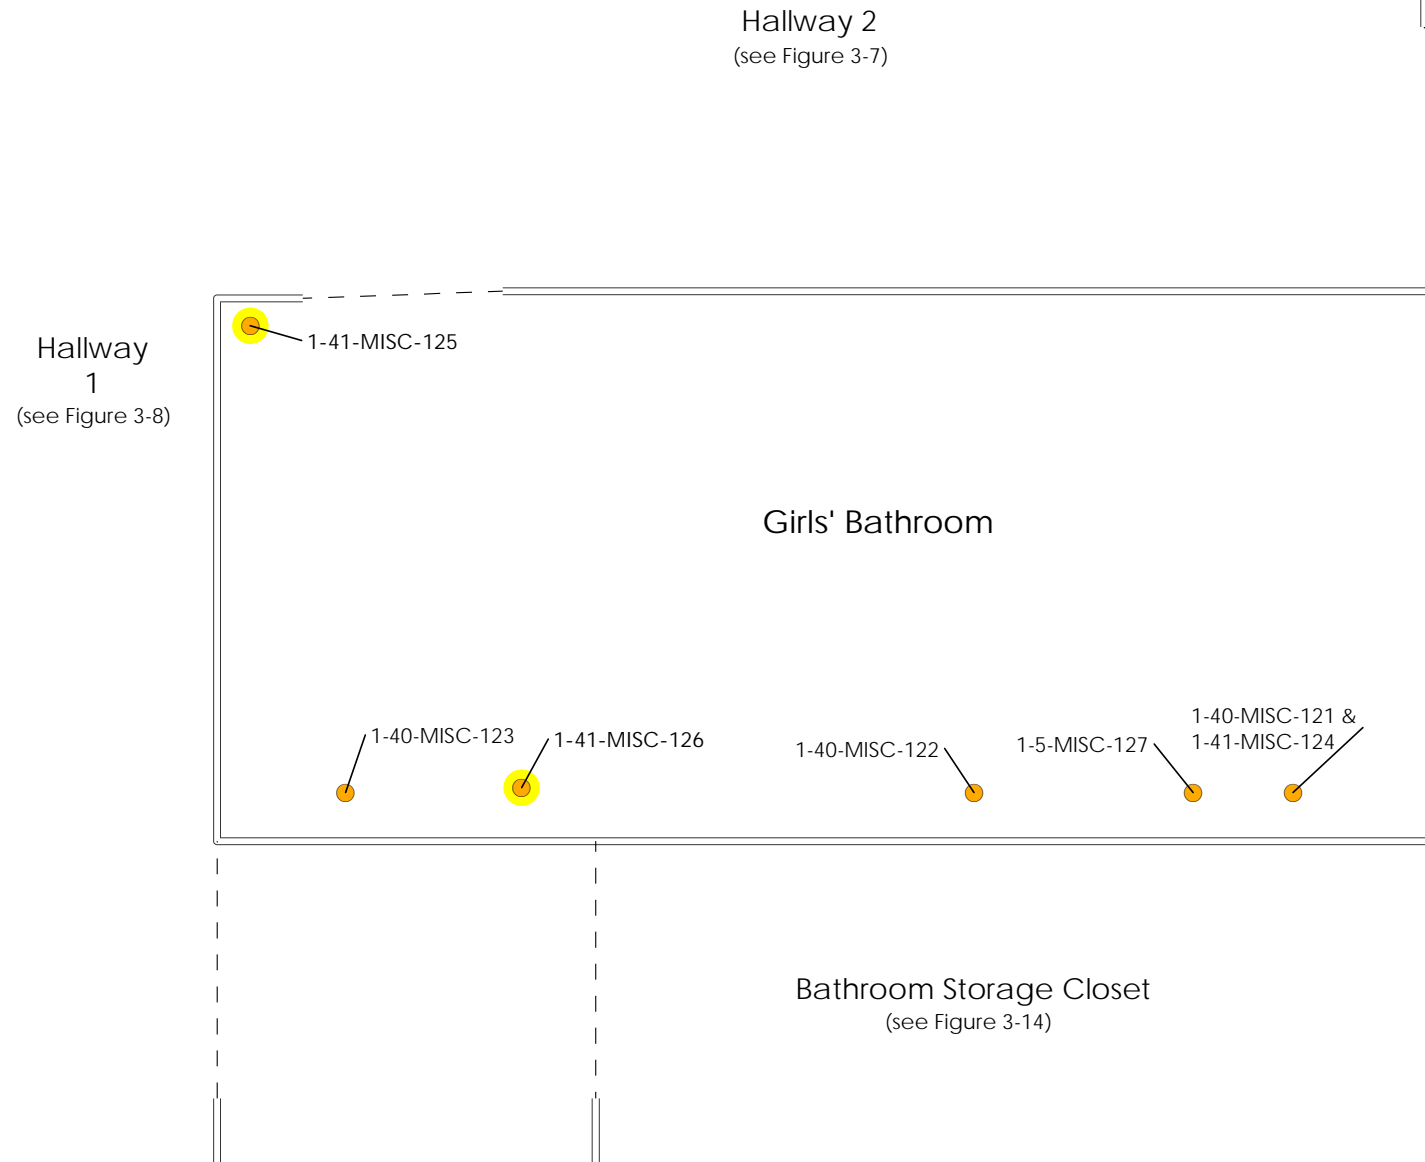 Hallway 2
(see Figure 3-7)
Hallway
1
(see Figure 3-8)
1-41-MISC-125
Girls' Bathroom
1-40-MISC-123
1-41-MISC-126
1-40-MISC-122
1-5-MISC-127
1-40-MISC-121 &
1-41-MISC-124
Bathroom Storage Closet
(see Figure 3-14)